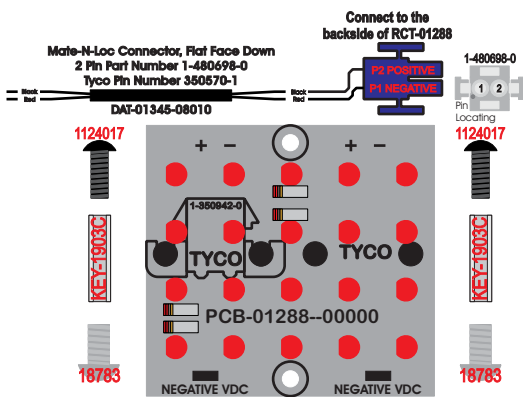 Connect to the
backside of RCT-01288
Mate-N-Loc Connector, Flat Face Down
2 Pin Part Number 1-480698-0
Tyco Pin Number 350570-1
1-480698-0
P2 POSITIVE
P1 NEGATIVE
Black
Red
Black
Red
1 2
DAT-01345-08010
Pin
Locating
1124017
1124017
+ −
+ −
1-350942-0
KEY-1903C
KEY-1903C
TYCO
TYCO
PCB-01288--00000
18783
18783
NEGATIVE VDC
NEGATIVE VDC